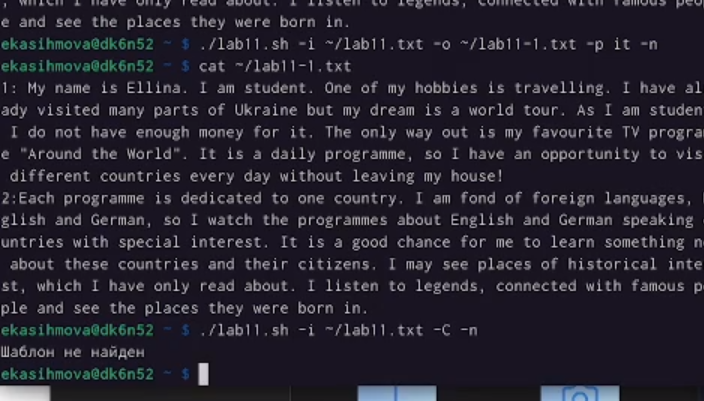 , which I have only read about. I listen to legends, connected with famous peo
e and see the places they were born in.
ekasihmova@dk6n52 ~ $ ./lab11.sh -i ~/lab11.txt -o ~/lab11-1.txt -p it -n
ekasihmova@dk6n52 ~ $ cat ~/lab11-1.txt
1: My name is Ellina. I am student. One of my hobbies is travelling. I have al
ady visited many parts of Ukraine but my dream is a world tour. As I am studen
I do not have enough money for it. The only way out is my favourite TV progra
e "Around the World". It is a daily programme, so I have an opportunity to vis
different countries every day without leaving my house!
2:Each programme is dedicated to one country. I am fond of foreign languages,
glish and German, so I watch the programmes about English and German speaking
untries with special interest. It is a good chance for me to learn something n
about these countries and their citizens. I may see places of historical inte
st, which I have only read about. I listen to legends, connected with famous p
ple and see the places they were born in.
ekasihmova@dk6n52 ~ $ ./lab11.sh -i ~/lab11.txt -C -n
Шаблон не найден
ekasihmova@dk6n52 ~ $